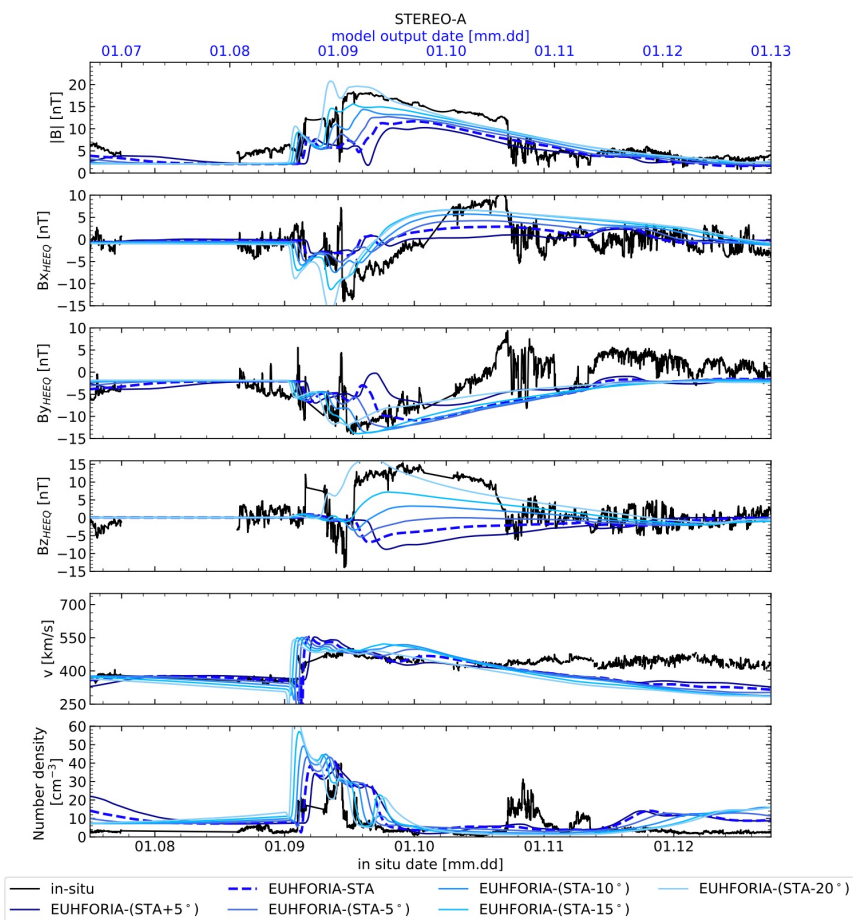 STEREO-A
model output date [mm.dd]
01.07 01.08 01.09 01.10 01.11 01.12 01.13
|B| [nT]
20
15
10
5
0
Bx_HEEQ [nT]
10
5
0
−5
−10
−15
By_HEEQ [nT]
10
5
0
−5
−10
−15
Bz_HEEQ [nT]
15
10
5
0
−5
−10
−15
v [km/s]
700
550
400
250
Number density
[cm⁻³]
60
50
40
30
20
10
0
01.08 01.09 01.10 01.11 01.12
in situ date [mm.dd]
in-situ EUHFORIA-STA EUHFORIA-(STA-10°) EUHFORIA-(STA-20°)
EUHFORIA-(STA+5°) EUHFORIA-(STA-5°) EUHFORIA-(STA-15°)